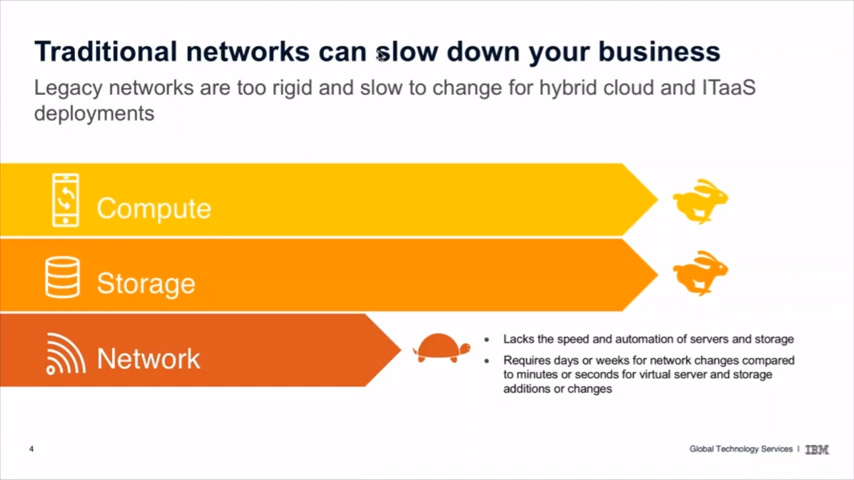 Traditional networks can slow down your business
Legacy networks are too rigid and slow to change for hybrid cloud and ITaaS
deployments
Compute
Storage
Network
• Lacks the speed and automation of servers and storage
• Requires days or weeks for network changes compared
to minutes or seconds for virtual server and storage
additions or changes
4
Global Technology Services | IBM